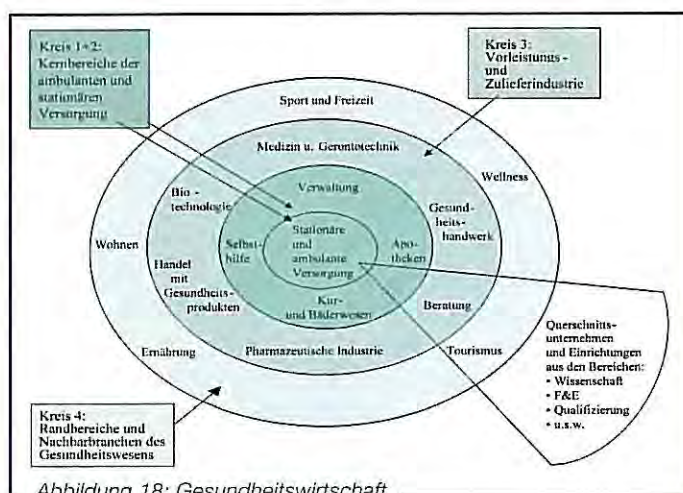 Kreis 1+2:
Kernbereiche der
ambulanten und
stationären
Versorgung
Kreis 3:
Vorleistungs -
und
Zulieferindustrie
Sport und Freizeit
Medizin u. Gerontotechnik
Wellness
Bio -
technologie
Verwaltung
Gesund-
heits-
handwerk
Wohnen
Selbst-
hilfe
Stationäre
und
ambulante
Versorgung
Apo-
theken
Handel
mit
Gesundheits-
produkten
Kur-
und Bäderwesen
Beratung
Ernährung
Pharmazeutische Industrie
Tourismus
Querschnitts-
unternehmen
und Einrichtungen
aus den Bereichen:
• Wissenschaft
• F&E
• Qualifizierung
• u.s.w.
Kreis 4:
Randbereiche und
Nachbarbranchen des
Gesundheitswesens
Abbildung 18: Gesundheitswirtschaft